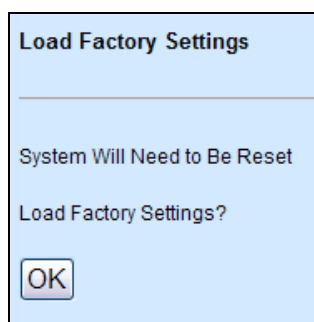 Load Factory Settings
System Will Need to Be Reset
Load Factory Settings?
OK